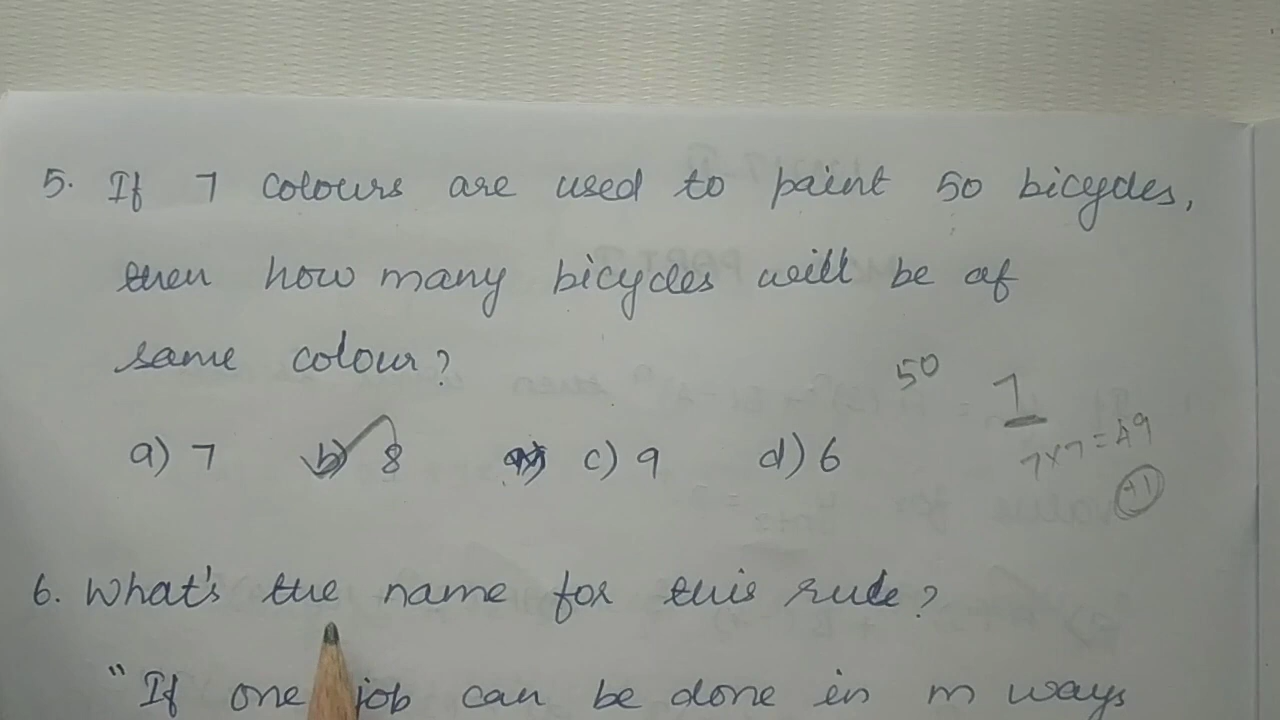 5. If 7 colours are used to paint 50 bicycles,
then how many bicycles will be of
same colour?
50 7
7x7=49
+1
a) 7 b) 8 c) 9 d) 6
6. What's the name for this rule?
"If one job can be done in m ways